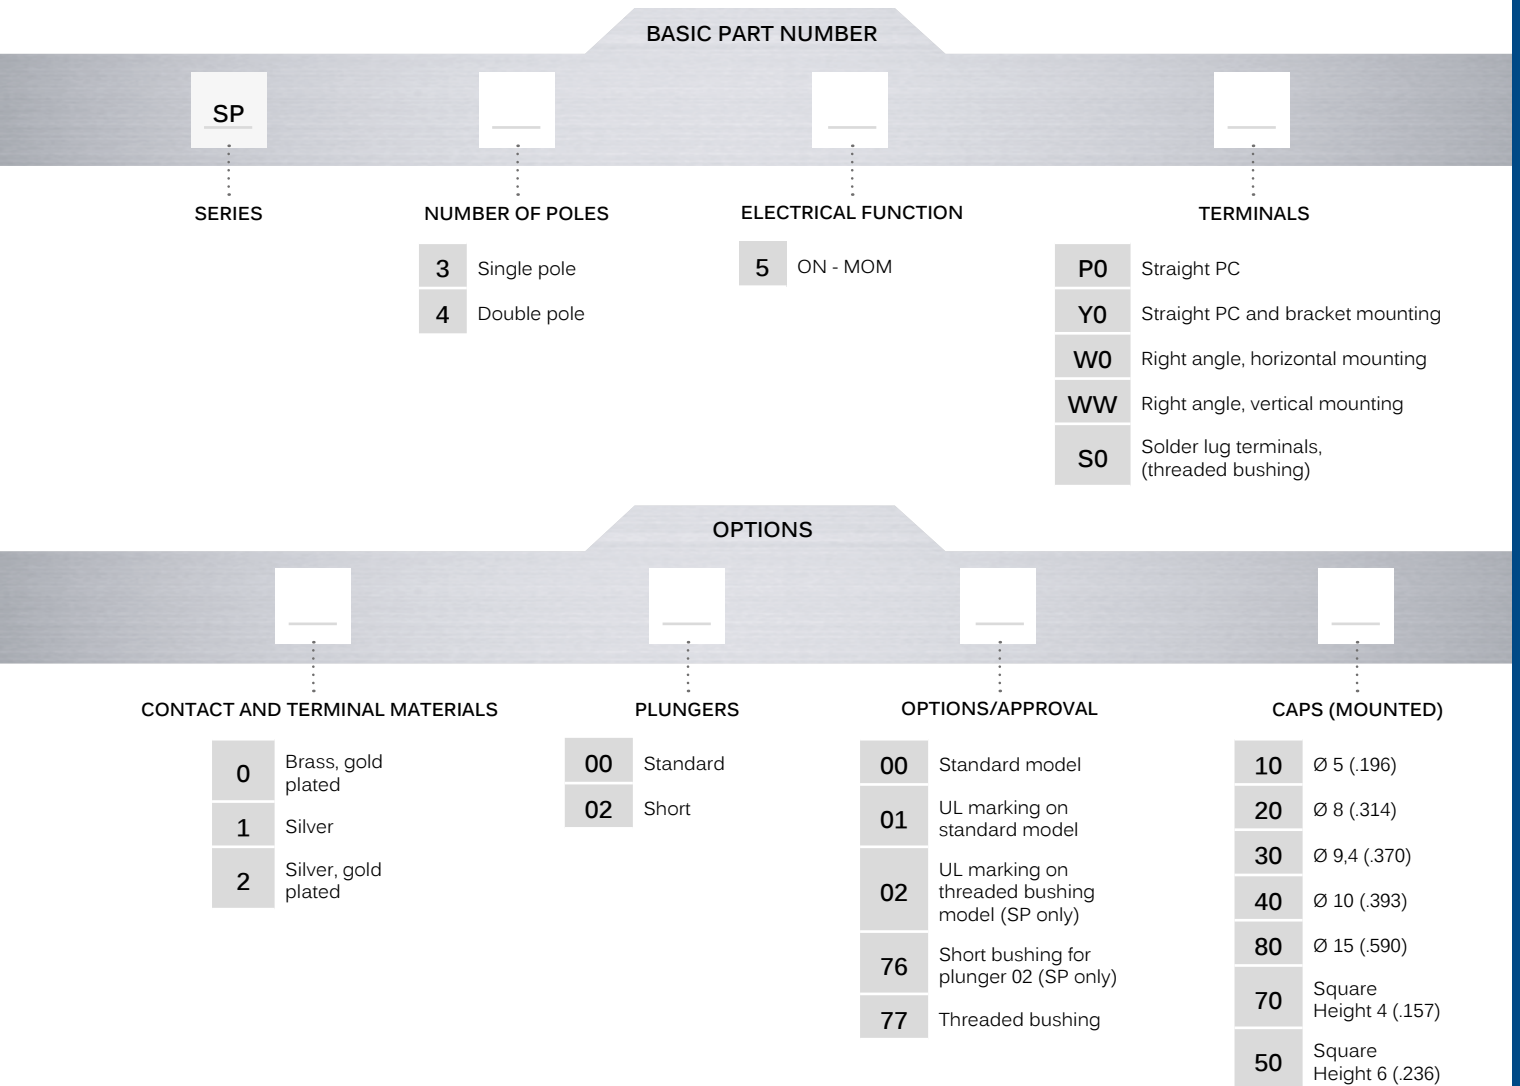 BASIC PART NUMBER
SP
SERIES
NUMBER OF POLES
3 Single pole
4 Double pole
ELECTRICAL FUNCTION
5 ON - MOM
TERMINALS
P0 Straight PC
Y0 Straight PC and bracket mounting
W0 Right angle, horizontal mounting
WW Right angle, vertical mounting
S0 Solder lug terminals,
(threaded bushing)
OPTIONS
CONTACT AND TERMINAL MATERIALS
0 Brass, gold
plated
1 Silver
2 Silver, gold
plated
PLUNGERS
00 Standard
02 Short
OPTIONS/APPROVAL
00 Standard model
01 UL marking on
standard model
02 UL marking on
threaded bushing
model (SP only)
76 Short bushing for
plunger 02 (SP only)
77 Threaded bushing
CAPS (MOUNTED)
10 Ø 5 (.196)
20 Ø 8 (.314)
30 Ø 9,4 (.370)
40 Ø 10 (.393)
80 Ø 15 (.590)
70 Square
Height 4 (.157)
50 Square
Height 6 (.236)